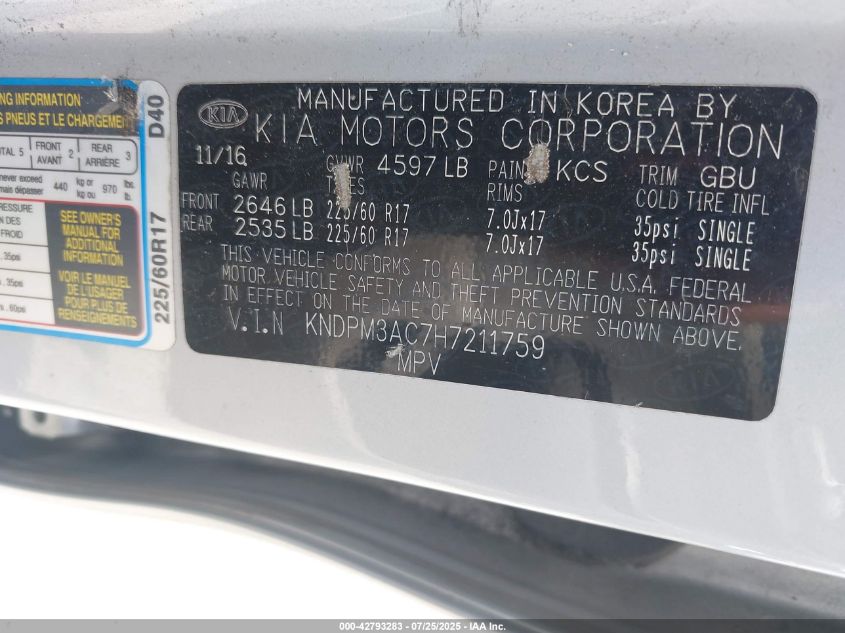 NG INFORMATION
S PNEUS ET LE CHARGEMENT
TAL 5
FRONT 2
AVANT
REAR 3
ARRIÈRE
never exceed
mais dépasser
440
kg or
kg ou
970
lbs.
lb.
PRESSURE
ION DES
FROID
, 35psi
, 35psi
, 60psi
SEE OWNER'S
MANUAL FOR
ADDITIONAL
INFORMATION
VOIR LE MANUEL
DE L'USAGER
POUR PLUS DE
RENSEIGNEMENTS
225/60R17
D40
KIA
MANUFACTURED IN KOREA BY
KIA MOTORS CORPORATION
11/16 GVWR 4597 LB PAINT KCS TRIM GBU
GAWR TIRES RIMS COLD TIRE INFL
FRONT 2646 LB 225/60 R17 7.0Jx17 35psi SINGLE
REAR 2535 LB 225/60 R17 7.0Jx17 35psi SINGLE
THIS VEHICLE CONFORMS TO ALL APPLICABLE U.S.A. FEDERAL
MOTOR VEHICLE SAFETY AND THEFT PREVENTION STANDARDS
IN EFFECT ON THE DATE OF MANUFACTURE SHOWN ABOVE.
V.I.N KNDPM3AC7H7211759
MPV
000-42793283 - 07/25/2025 - IAAI.COM